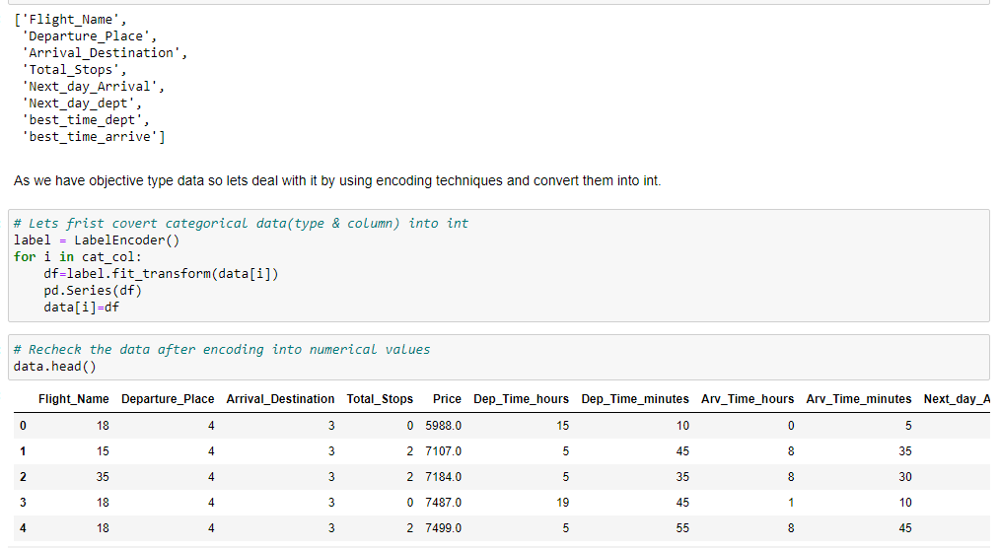 ['Flight_Name',
'Departure_Place',
'Arrival_Destination',
'Total_Stops',
'Next_day_Arrival',
'Next_day_dept',
'best_time_dept',
'best_time_arrive']
As we have objective type data so lets deal with it by using encoding techniques and convert them into int.
# Lets frist covert categorical data(type & column) into int
label = LabelEncoder()
for i in cat_col:
    df=label.fit_transform(data[i])
    pd.Series(df)
    data[i]=df
# Recheck the data after encoding into numerical values
data.head()
Flight_Name Departure_Place Arrival_Destination Total_Stops Price Dep_Time_hours Dep_Time_minutes Arv_Time_hours Arv_Time_minutes Next_day_A
0 18 4 3 0 5988.0 15 10 0 5
1 15 4 3 2 7107.0 5 45 8 35
2 35 4 3 2 7184.0 5 35 8 30
3 18 4 3 0 7487.0 19 45 1 10
4 18 4 3 2 7499.0 5 55 8 45